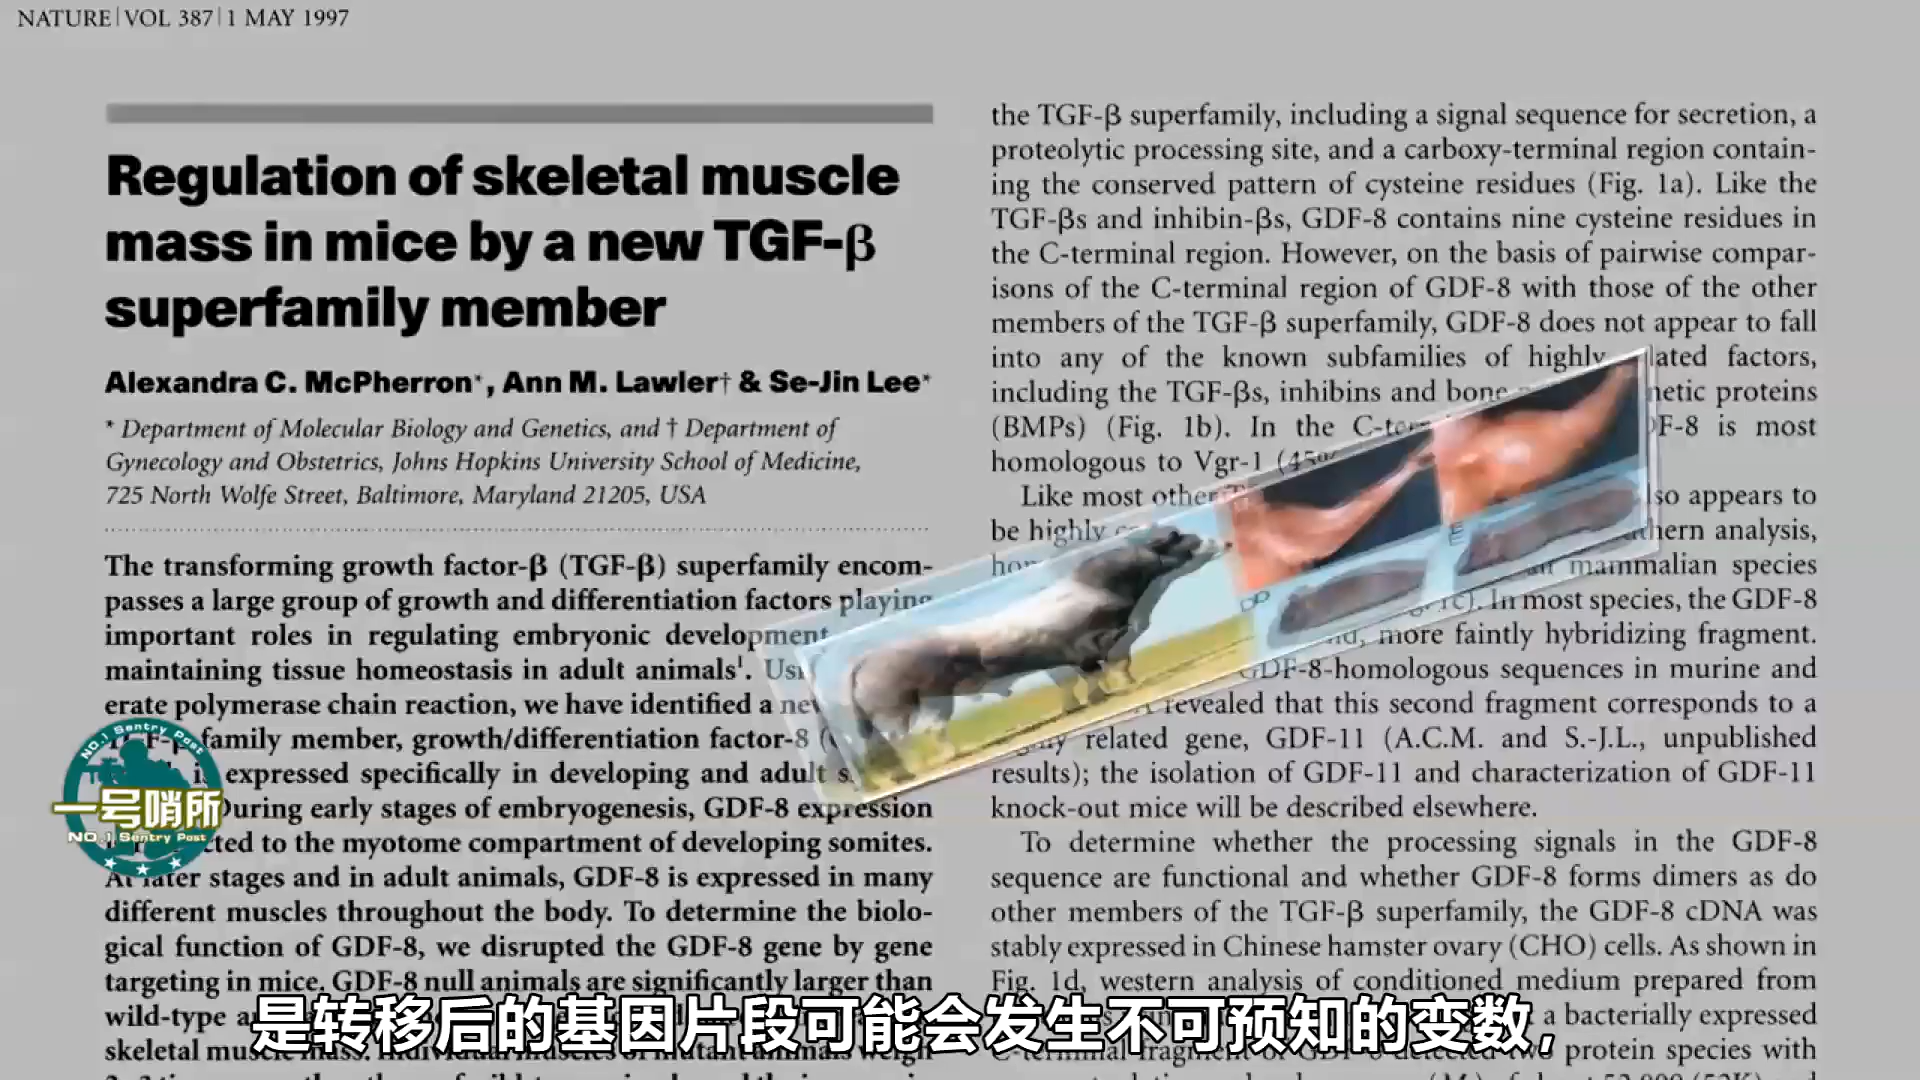 NATURE | VOL 387 | 1 MAY 1997
Regulation of skeletal muscle
mass in mice by a new TGF-β
superfamily member
Alexandra C. McPherron*, Ann M. Lawler† & Se-Jin Lee*
* Department of Molecular Biology and Genetics, and † Department of
Gynecology and Obstetrics, Johns Hopkins University School of Medicine,
725 North Wolfe Street, Baltimore, Maryland 21205, USA
The transforming growth factor-β (TGF-β) superfamily encom-
passes a large group of growth and differentiation factors playing
important roles in regulating embryonic development
maintaining tissue homeostasis in adult animals¹.
erate polymerase chain reaction, we have identified a
family member, growth/differentiation factor-8
expressed specifically in developing and adult
During early stages of embryogenesis, GDF-8 expression
to the myotome compartment of developing somites.
At later stages and in adult animals, GDF-8 is expressed in many
different muscles throughout the body. To determine the biolo-
gical function of GDF-8, we disrupted the GDF-8 gene by gene
targeting in mice. GDF-8 null animals are significantly larger than
wild-type
skeletal muscle mass.
the TGF-β superfamily, including a signal sequence for secretion, a
proteolytic processing site, and a carboxy-terminal region contain-
ing the conserved pattern of cysteine residues (Fig. 1a). Like the
TGF-βs and inhibin-βs, GDF-8 contains nine cysteine residues in
the C-terminal region. However, on the basis of pairwise compar-
isons of the C-terminal region of GDF-8 with those of the other
members of the TGF-β superfamily, GDF-8 does not appear to fall
into any of the known subfamilies of highly factors,
including the TGF-βs, inhibins and bone proteins
(BMPs) (Fig. 1b). In the is most
homologous to Vgr-1
Like most other appears to
be highly analysis,
mammalian species
In most species, the GDF-8
more faintly hybridizing fragment.
GDF-8-homologous sequences in murine and
revealed that this second fragment corresponds to a
related gene, GDF-11 (A.C.M. and S.-J.L., unpublished
results); the isolation of GDF-11 and characterization of GDF-11
knock-out mice will be described elsewhere.
To determine whether the processing signals in the GDF-8
sequence are functional and whether GDF-8 forms dimers as do
other members of the TGF-β superfamily, the GDF-8 cDNA was
stably expressed in Chinese hamster ovary (CHO) cells. As shown in
Fig. 1d, western analysis of conditioned medium prepared from
a bacterially expressed
protein species with
NO.1 Sentry Post
一号哨所
NO.1 Sentry Post
是转移后的基因片段可能会发生不可预知的变数，